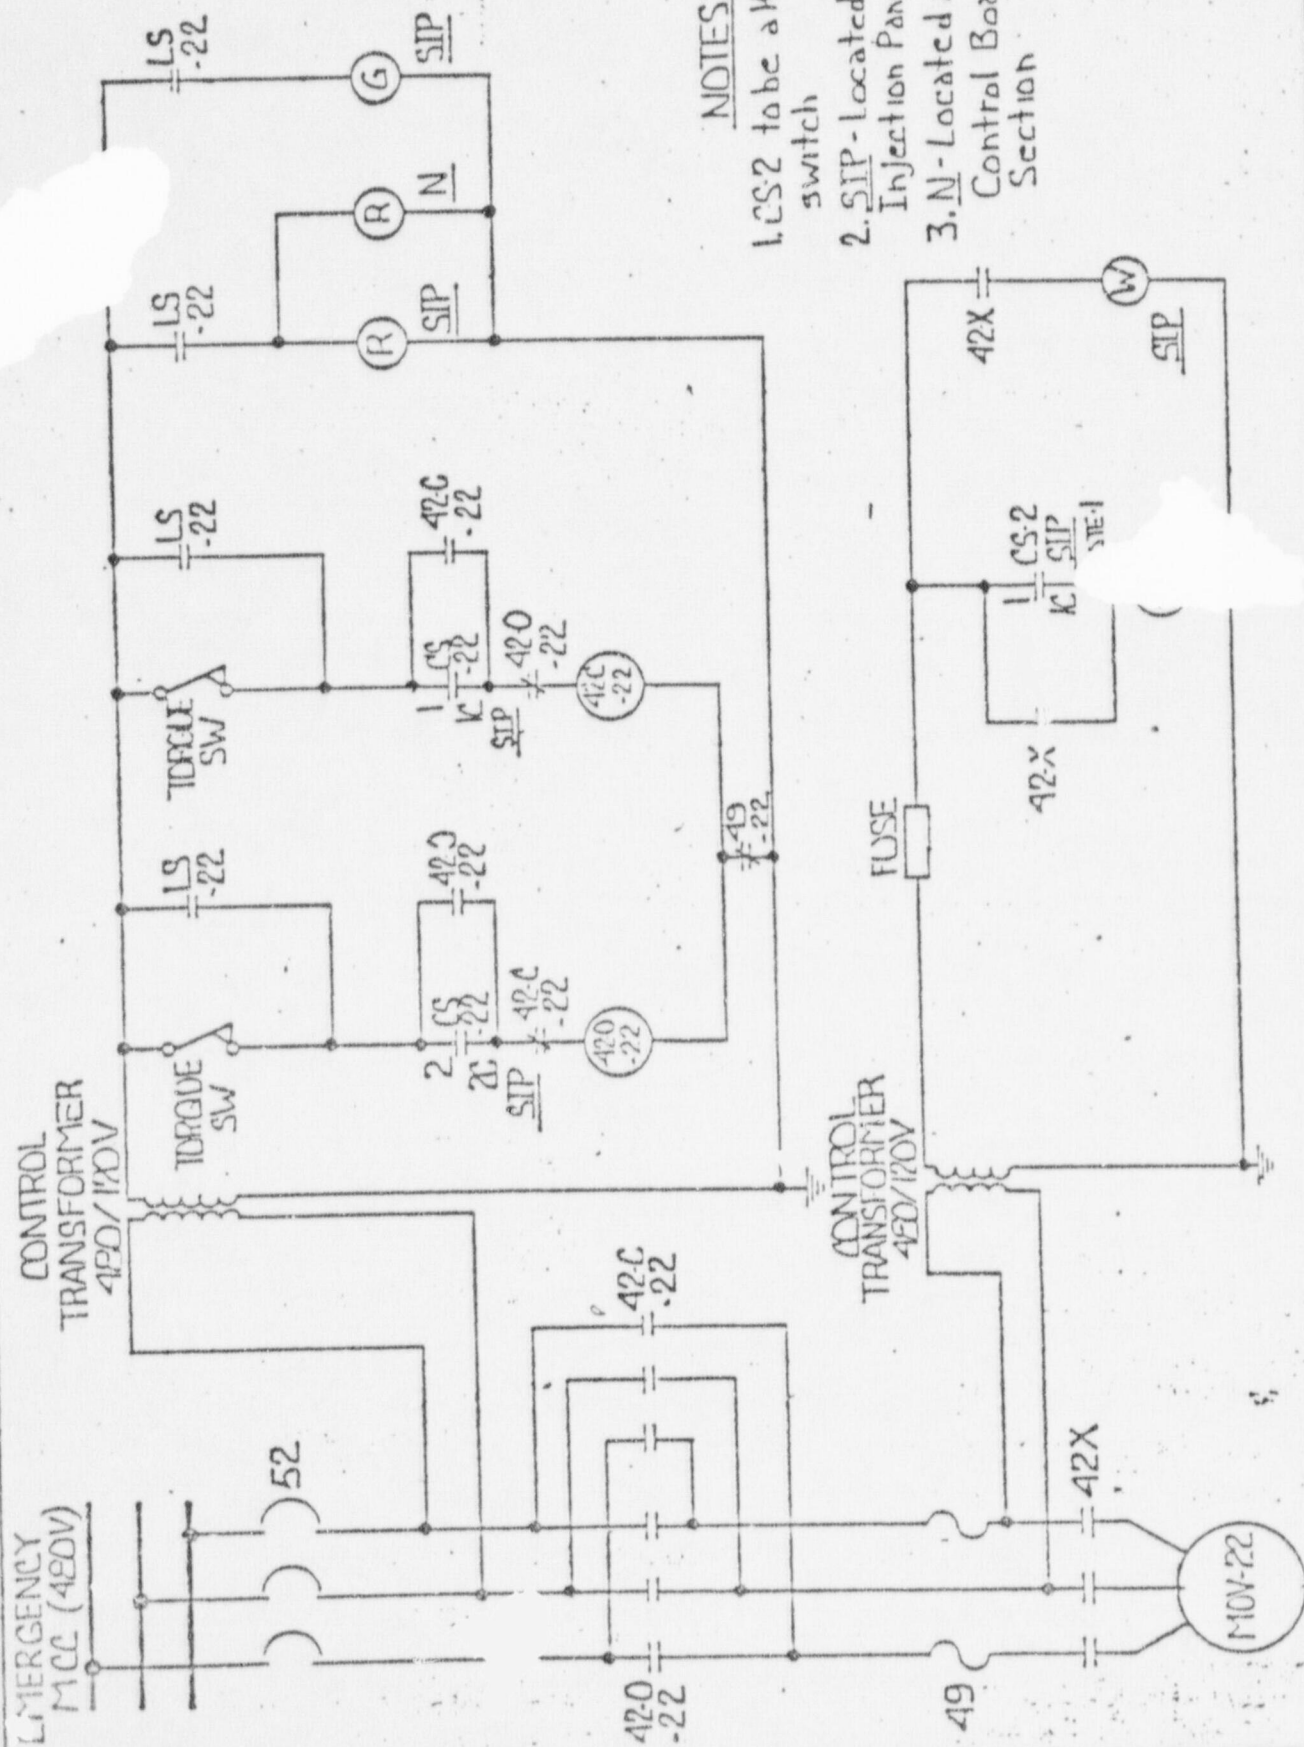 EMERGENCY
MCC (480V)
52
CONTROL
TRANSFORMER
480/120V
TORQUE
SW
LS
-22
TORQUE
SW
LS
-22
LS
-22
LS
-22
2
CS
-22
2C
SIP
42-O
-22
42-C
-22
42O
-22
1
CS
-22
1C
SIP
42-C
-22
42-O
-22
42C
-22
R
SIP
R
N
G
SIP
49
-22
42-C
-22
42-O
-22
49
42X
MOV-22
CONTROL
TRANSFORMER
480/120V
FUSE
42-X
1
CS-2
1C
SIP
42X
W
SIP
NOTES
1. CS-2 to be a k
switch
2. SIP - Located
Injection Pan
3. N - Located
Control Boa
Section